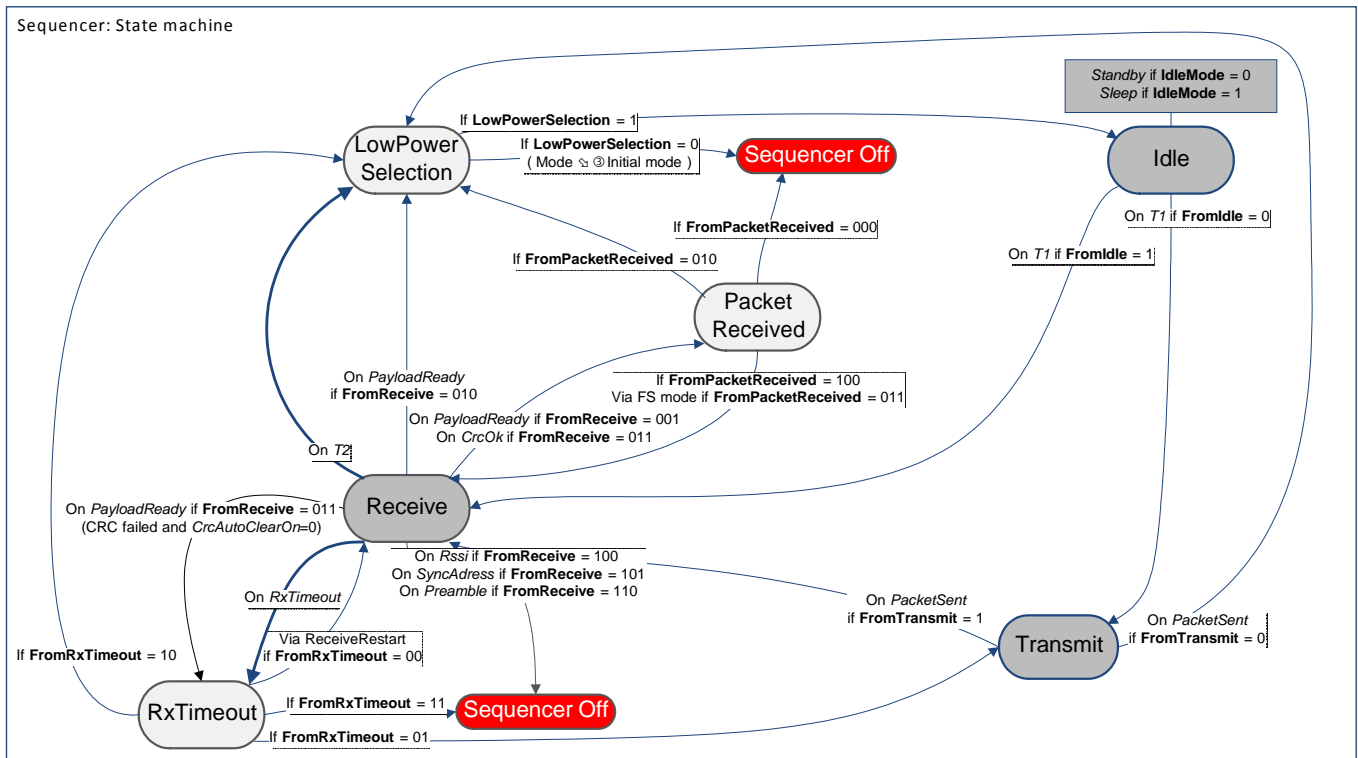 Sequencer: State machine
Standby if IdleMode = 0
Sleep if IdleMode = 1
If LowPowerSelection = 1
LowPower
Selection
If LowPowerSelection = 0
( Mode ⇘ ③ Initial mode )
Sequencer Off
Idle
On T1 if FromIdle = 0
If FromPacketReceived = 000
On T1 if FromIdle = 1
If FromPacketReceived = 010
Packet
Received
On PayloadReady
if FromReceive = 010
If FromPacketReceived = 100
Via FS mode if FromPacketReceived = 011
On PayloadReady if FromReceive = 001
On CrcOk if FromReceive = 011
On T2
Receive
On PayloadReady if FromReceive = 011
(CRC failed and CrcAutoClearOn=0)
On Rssi if FromReceive = 100
On SyncAdress if FromReceive = 101
On Preamble if FromReceive = 110
On RxTimeout
On PacketSent
if FromTransmit = 1
On PacketSent
if FromTransmit = 0
Transmit
Via ReceiveRestart
if FromRxTimeout = 00
If FromRxTimeout = 10
RxTimeout
If FromRxTimeout = 11
Sequencer Off
If FromRxTimeout = 01